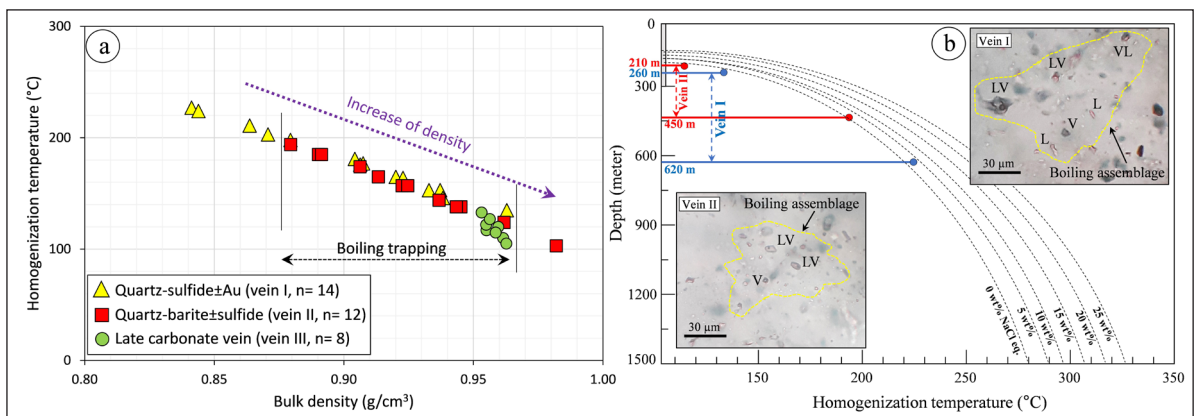 a
Homogenization temperature (°C)
300
200
100
0
0.80
0.85
0.90
0.95
1.00
Bulk density (g/cm³)
Increase of density
Boiling trapping
Quartz-sulfide±Au (vein I, n= 14)
Quartz-barite±sulfide (vein II, n= 12)
Late carbonate vein (vein III, n= 8)
b
Depth (meter)
0
300
600
900
1200
1500
210 m
260 m
450 m
620 m
Vein II
Vein I
Vein I
VL
LV
LV
L
V
L
30 µm
Boiling assemblage
Vein II
Boiling assemblage
LV
LV
V
30 µm
0 wt% NaCl eq.
5 wt%
10 wt%
15 wt%
20 wt%
25 wt%
150
200
250
300
350
Homogenization temperature (°C)